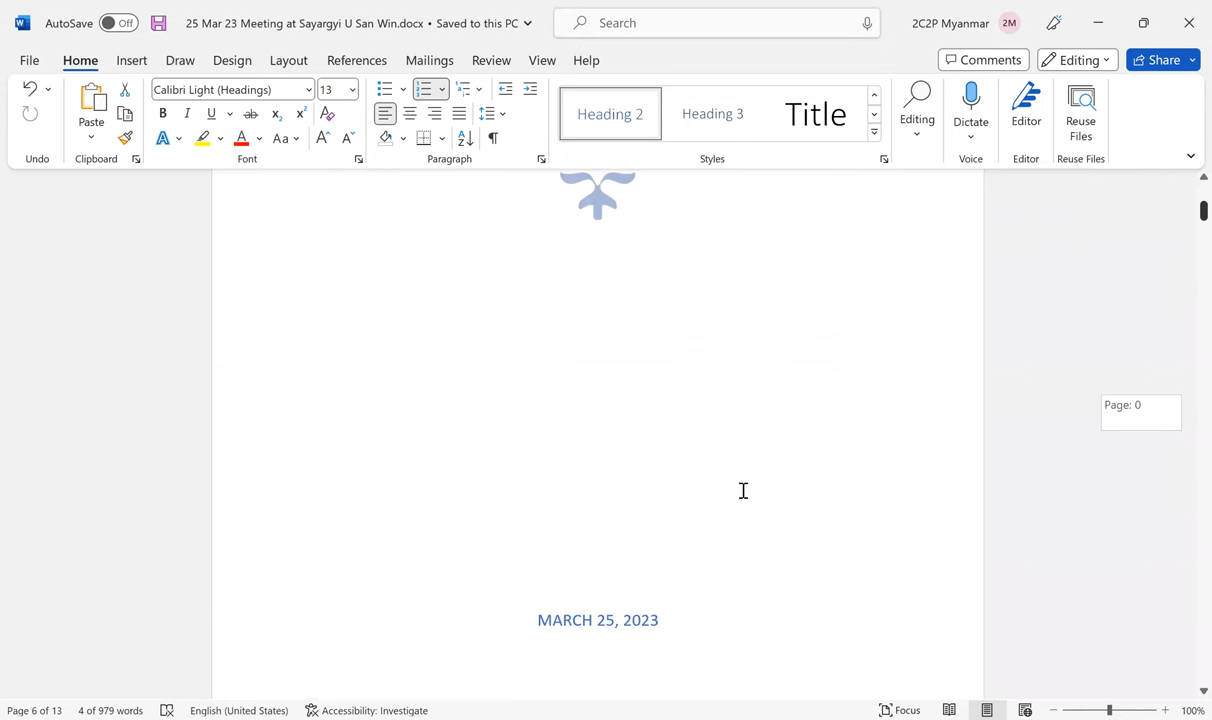 AutoSave Off 25 Mar 23 Meeting at Sayargyi U San Win.docx • Saved to this PC Search 2C2P Myanmar 2M
File Home Insert Draw Design Layout References Mailings Review View Help Comments Editing Share
Calibri Light (Headings) 13
Paste
B I U ab x₂ x²
A A Aa A A
Heading 2 Heading 3 Title
Editing Dictate Editor Reuse Files
Undo Clipboard Font Paragraph Styles Voice Editor Reuse Files
Page: 0
MARCH 25, 2023
Page 6 of 13 4 of 979 words English (United States) Accessibility: Investigate Focus 100%